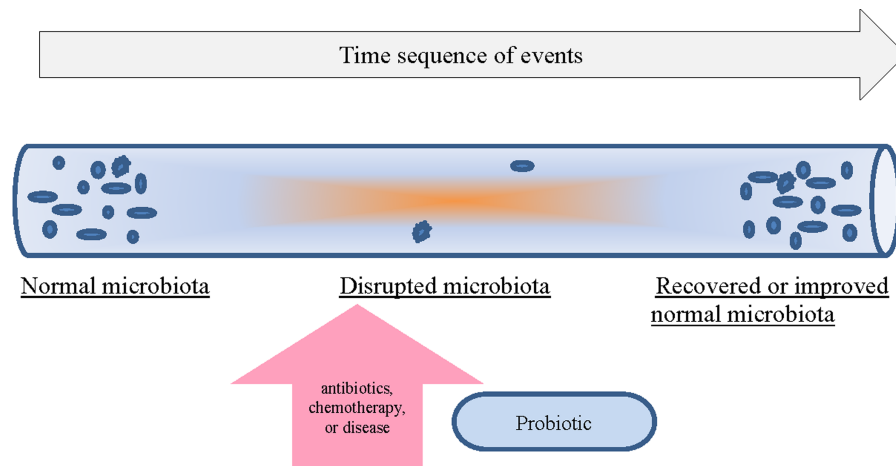 Time sequence of events
Normal microbiota
Disrupted microbiota
Recovered or improved
normal microbiota
antibiotics,
chemotherapy,
or disease
Probiotic